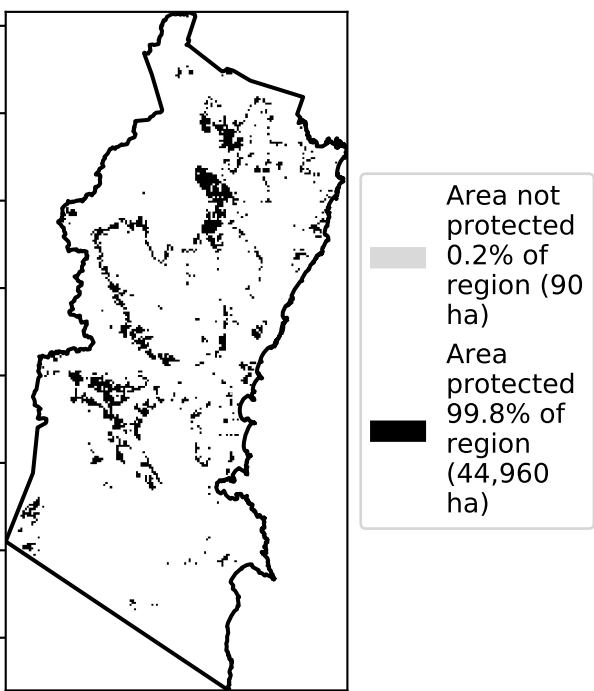 Area not
protected
0.2% of
region (90
ha)
Area
protected
99.8% of
region
(44,960
ha)